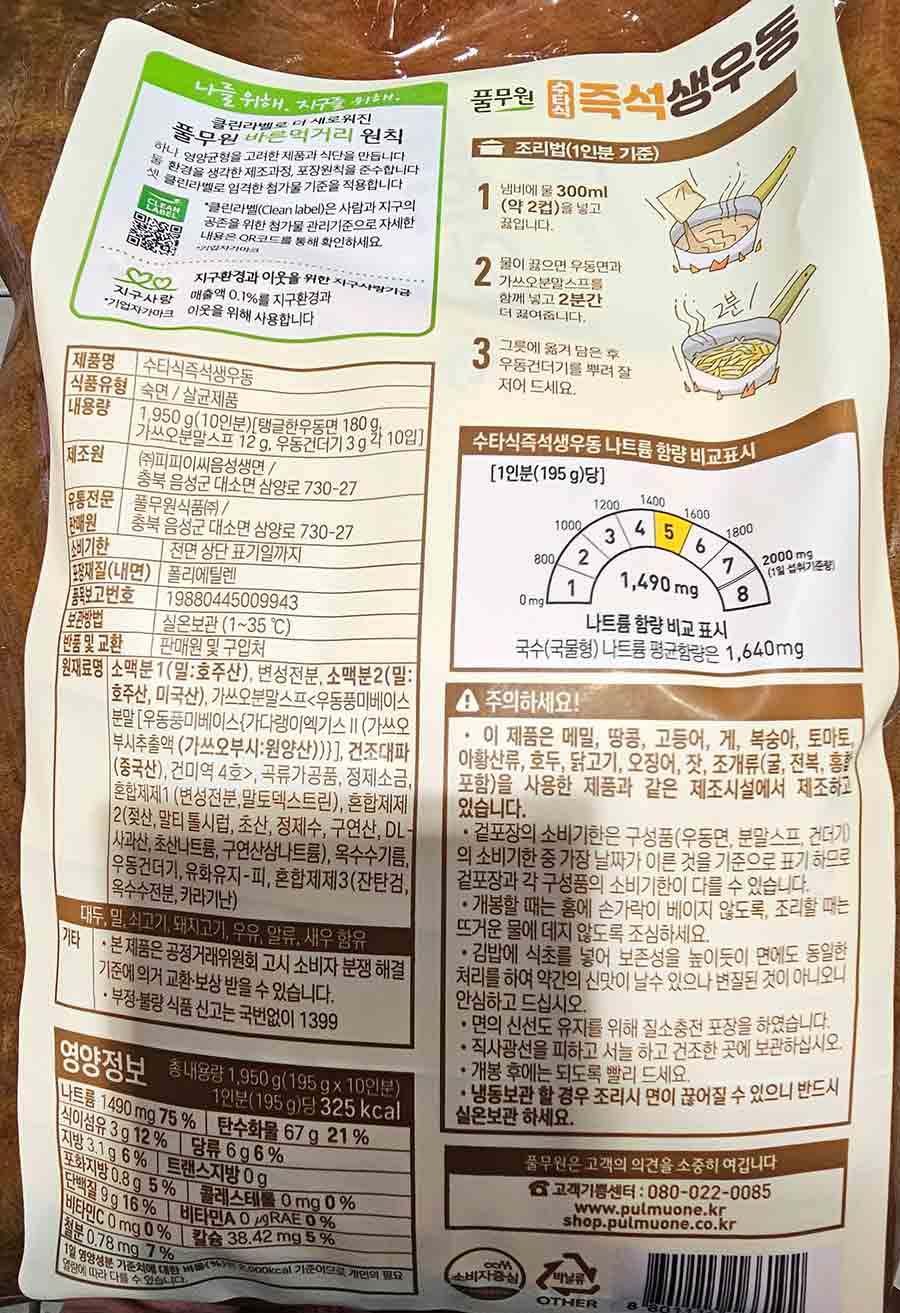 나를 위해. 지구를 위해.
클린라벨로 더 새로워진
풀무원 바른먹거리 원칙
하나 영양균형을 고려한 제품과 식단을 만듭니다
둘 환경을 생각한 제조과정, 포장원칙을 준수합니다
셋 클린라벨로 엄격한 첨가물 기준을 적용합니다
CLEAN LABEL
*클린라벨(Clean label)은 사람과 지구의
공존을 위한 첨가물 관리기준으로 자세한
내용은 QR코드를 통해 확인하세요.
*기업자가마크
지구사랑
*기업자가마크
지구환경과 이웃을 위한 지구사랑기금
매출액 0.1%를 지구환경과
이웃을 위해 사용합니다
제품명 수타식즉석생우동
식품유형 숙면 / 살균제품
내용량 1,950 g(10인분)[탱글한우동면 180 g,
가쓰오분말스프 12 g, 우동건더기 3 g 각 10입]
제조원 ㈜피피이씨음성생면 /
충북 음성군 대소면 삼양로 730-27
유통전문판매원 풀무원식품㈜ /
충북 음성군 대소면 삼양로 730-27
소비기한 전면 상단 표기일까지
포장재질(내면) 폴리에틸렌
품목보고번호 19880445009943
보관방법 실온보관 (1~35 ℃)
반품 및 교환 판매원 및 구입처
원재료명 소맥분1(밀:호주산), 변성전분, 소맥분2(밀:
호주산, 미국산), 가쓰오분말스프<우동풍미베이스
분말[우동풍미베이스{가다랭이엑기스Ⅱ(가쓰오
부시추출액(가쓰오부시:원양산))}], 건조대파
(중국산), 건미역 4호>, 곡류가공품, 정제소금,
혼합제제1(변성전분,말토덱스트린), 혼합제제
2(젖산, 말티톨시럽, 초산, 정제수, 구연산, DL-
사과산, 초산나트륨, 구연산삼나트륨), 옥수수기름,
우동건더기, 유화유지-피, 혼합제제3(잔탄검,
옥수수전분, 카라기난)
대두, 밀, 쇠고기, 돼지고기, 우유, 알류, 새우 함유
기타 • 본 제품은 공정거래위원회 고시 소비자 분쟁 해결
기준에 의거 교환·보상 받을 수 있습니다.
• 부정·불량 식품 신고는 국번없이 1399
영양정보 총 내용량 1,950 g(195 g x 10인분)
1인분(195 g)당 325 kcal
나트륨 1490 mg 75 % 탄수화물 67 g 21 %
식이섬유 3 g 12 % 당류 6 g 6 %
지방 3.1 g 6 % 트랜스지방 0 g
포화지방 0.8 g 5 % 콜레스테롤 0 mg 0 %
단백질 9 g 16 % 비타민A 0 μgRAE 0 %
비타민C 0 mg 0 % 칼슘 38.42 mg 5 %
철분 0.78 mg 7 %
1일 영양성분 기준치에 대한 비율(%)은 2,000kcal 기준이므로 개인의 필요
열량에 따라 다를 수 있습니다.
풀무원 수타식 즉석생우동
조리법(1인분 기준)
1 냄비에 물 300ml
(약 2컵)을 넣고
끓입니다.
2 물이 끓으면 우동면과
가쓰오분말스프를
함께 넣고 2분간
더 끓여줍니다.
2분
3 그릇에 옮겨 담은 후
우동건더기를 뿌려 잘
저어 드세요.
수타식즉석생우동 나트륨 함량 비교표시
[1인분(195 g)당]
0 mg 800 1000 1200 1400 1600 1800 2000 mg
(1일 섭취기준량)
1 2 3 4 5 6 7 8
1,490 mg
나트륨 함량 비교 표시
국수(국물형) 나트륨 평균함량은 1,640mg
주의하세요!
• 이 제품은 메밀, 땅콩, 고등어, 게, 복숭아, 토마토,
아황산류, 호두, 닭고기, 오징어, 잣, 조개류(굴, 전복, 홍합
포함)을 사용한 제품과 같은 제조시설에서 제조하고
있습니다.
• 겉포장의 소비기한은 구성품(우동면, 분말스프, 건더기)
의 소비기한 중 가장 날짜가 이른 것을 기준으로 표기 하므로
겉포장과 각 구성품의 소비기한이 다를 수 있습니다.
• 개봉할 때는 홈에 손가락이 베이지 않도록, 조리할 때는
뜨거운 물에 데지 않도록 조심하세요.
• 김밥에 식초를 넣어 보존성을 높이듯이 면에도 동일한
처리를 하여 약간의 신맛이 날수 있으나 변질된 것이 아니오니
안심하고 드십시오.
• 면의 신선도 유지를 위해 질소충전 포장을 하였습니다.
• 직사광선을 피하고 서늘 하고 건조한 곳에 보관하십시오.
• 개봉 후에는 되도록 빨리 드세요.
• 냉동보관 할 경우 조리시 면이 끊어질 수 있으니 반드시
실온보관 하세요.
풀무원은 고객의 의견을 소중히 여깁니다
고객기쁨센터 : 080-022-0085
www.pulmuone.kr
shop.pulmuone.co.kr
ccm
소비자중심
비닐류
OTHER